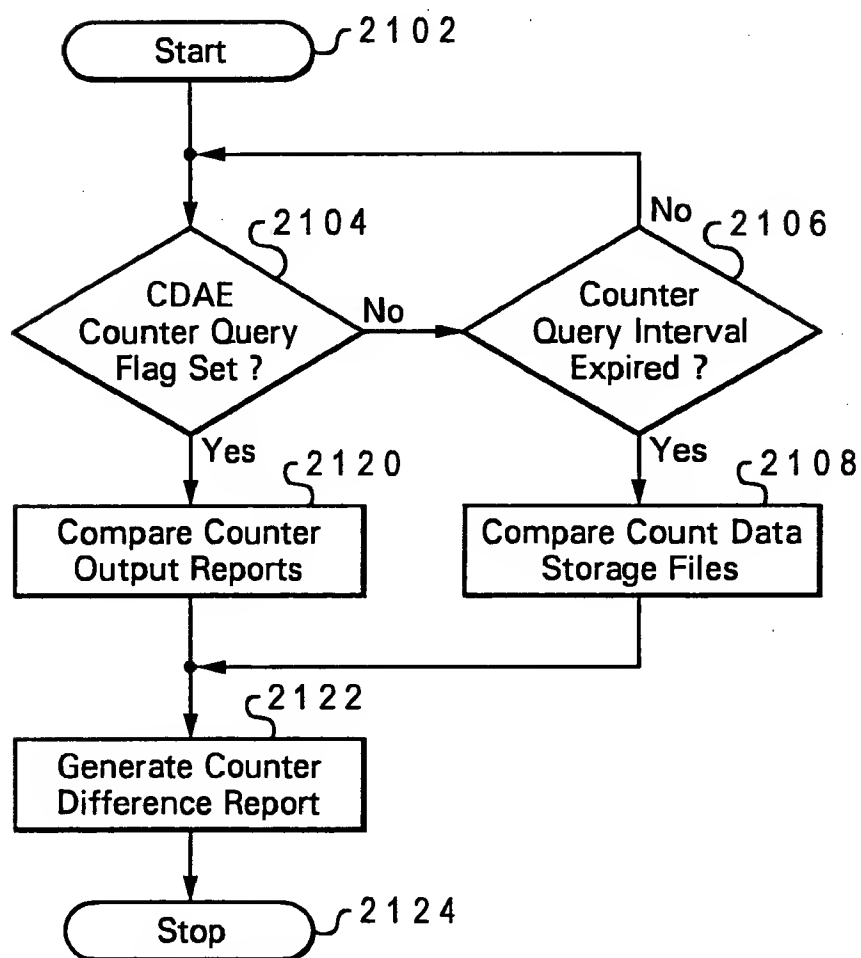 Start
2102
2104
CDAE
Counter Query
Flag Set ?
No
No
2106
Counter
Query Interval
Expired ?
Yes
2120
Compare Counter
Output Reports
Yes
2108
Compare Count Data
Storage Files
2122
Generate Counter
Difference Report
Stop
2124